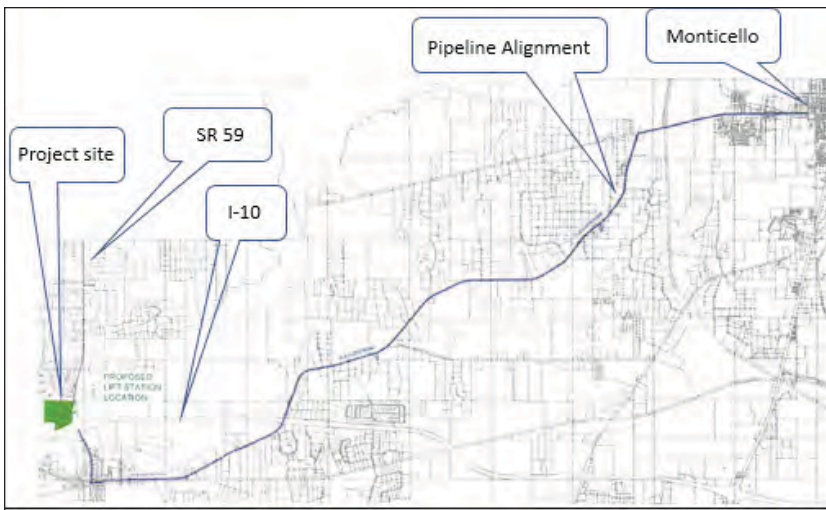 Monticello
Pipeline Alignment
SR 59
Project site
I-10
PROPOSED
LIFT STATION
LOCATION